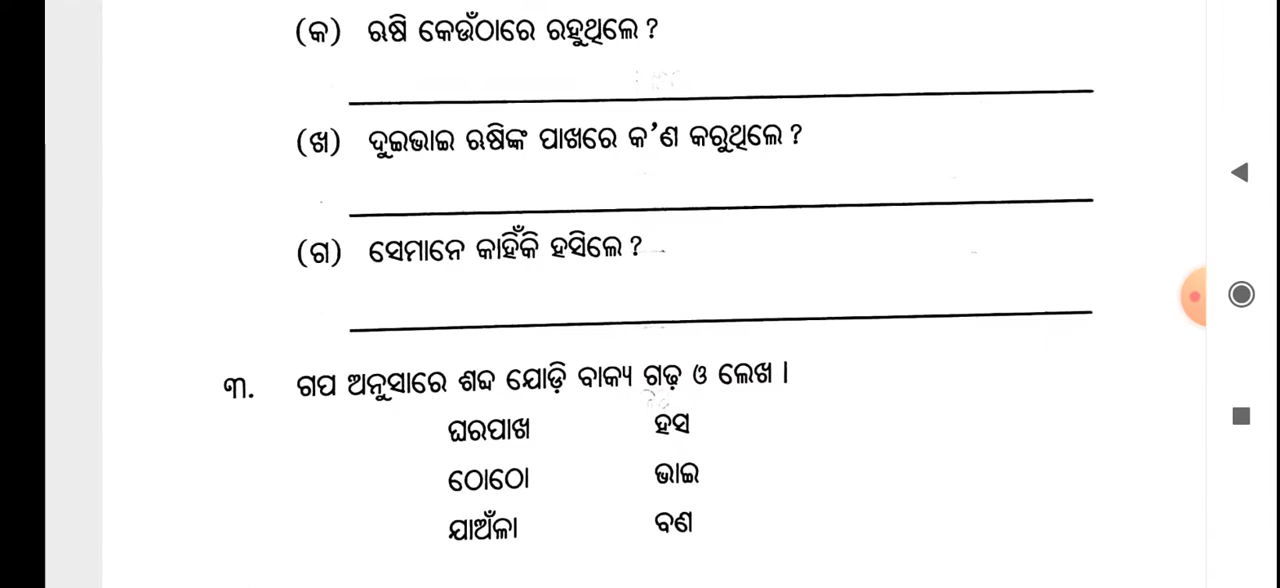 (କ) ଋଷି କେଉଁଠାରେ ରହୁଥିଲେ ?
(ଖ) ଦୁଇଭାଇ ଋଷିଙ୍କ ପାଖରେ କ'ଣ କରୁଥିଲେ ?
(ଗ) ସେମାନେ କାହିଁକି ହସିଲେ ?
୩. ଗପ ଅନୁସାରେ ଶବ୍ଦ ଯୋଡ଼ି ବାକ୍ୟ ଗଢ଼ ଓ ଲେଖ ।
ଘରପାଖ ହସ
ଠୋଠୋ ଭାଇ
ଯାଆଁଳା ବଣ